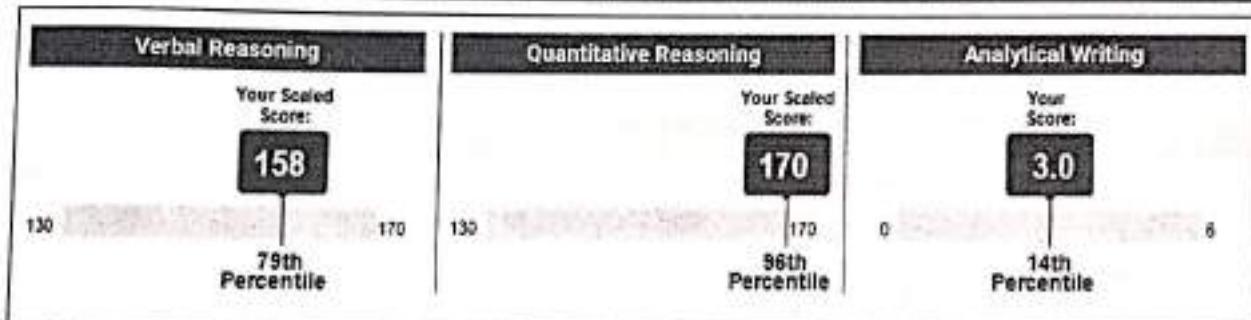 Verbal Reasoning
Your Scaled
Score:
158
130
170
79th
Percentile
Quantitative Reasoning
Your Scaled
Score:
170
130
170
96th
Percentile
Analytical Writing
Your
Score:
3.0
0
6
14th
Percentile